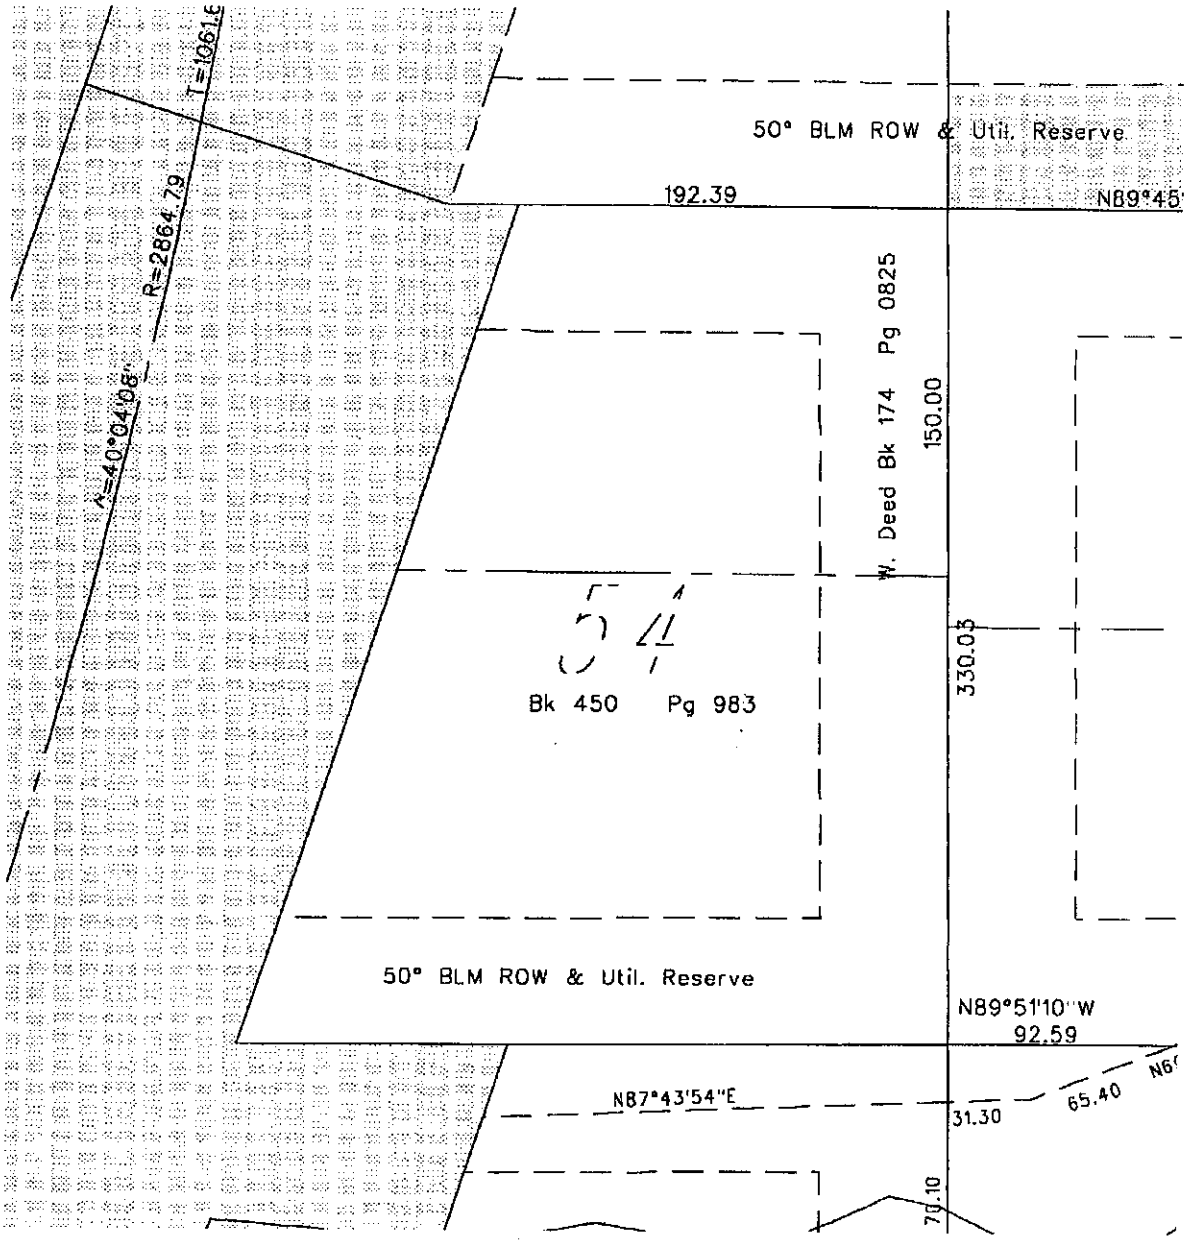 T=1061.6
50° BLM ROW & Util. Reserve
192.39
N89°45'
R=2864.79
W. Deed Bk 174 Pg 0825
150.00
=40°04'08"
54
330.03
Bk 450 Pg 983
50° BLM ROW & Util. Reserve
N89°51'10"W
92.59
N87°43'54"E
31.30
65.40
N6
70.10